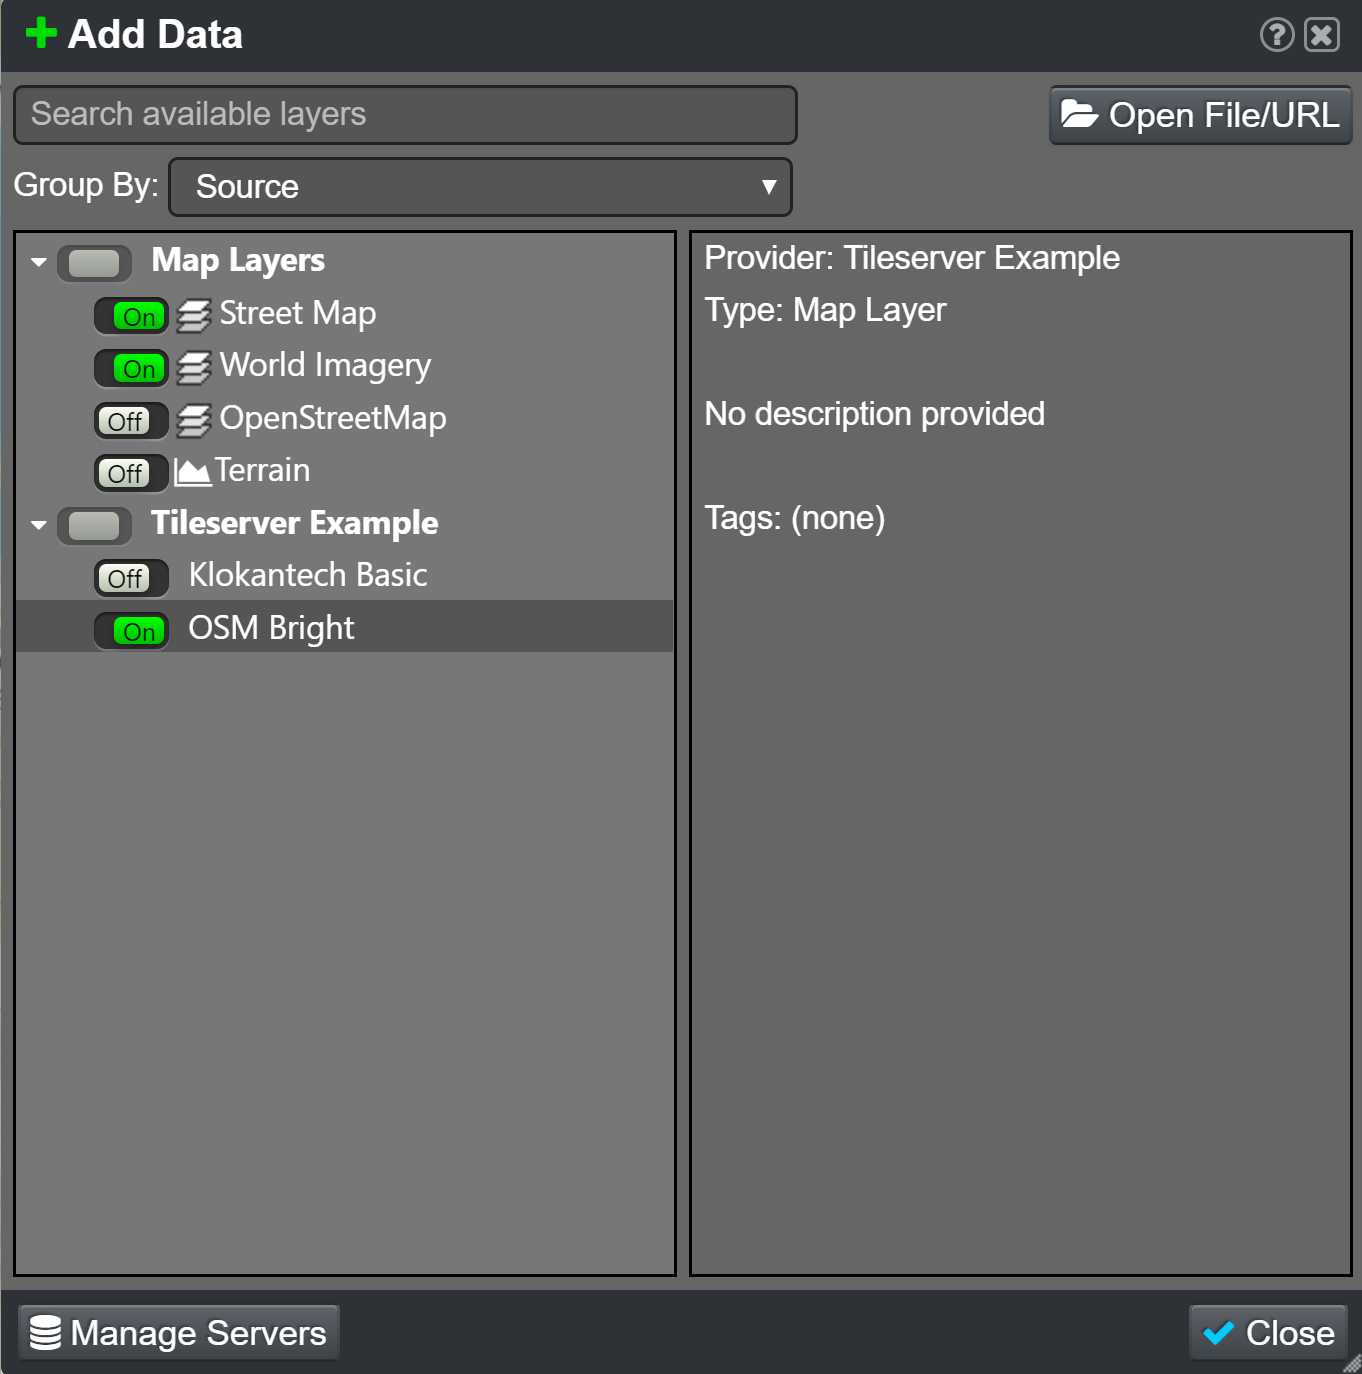 Add Data
Search available layers
Open File/URL
Group By: Source
Map Layers
On Street Map
On World Imagery
Off OpenStreetMap
Off Terrain
Tileserver Example
Off Klokantech Basic
On OSM Bright
Provider: Tileserver Example
Type: Map Layer
No description provided
Tags: (none)
Manage Servers
Close